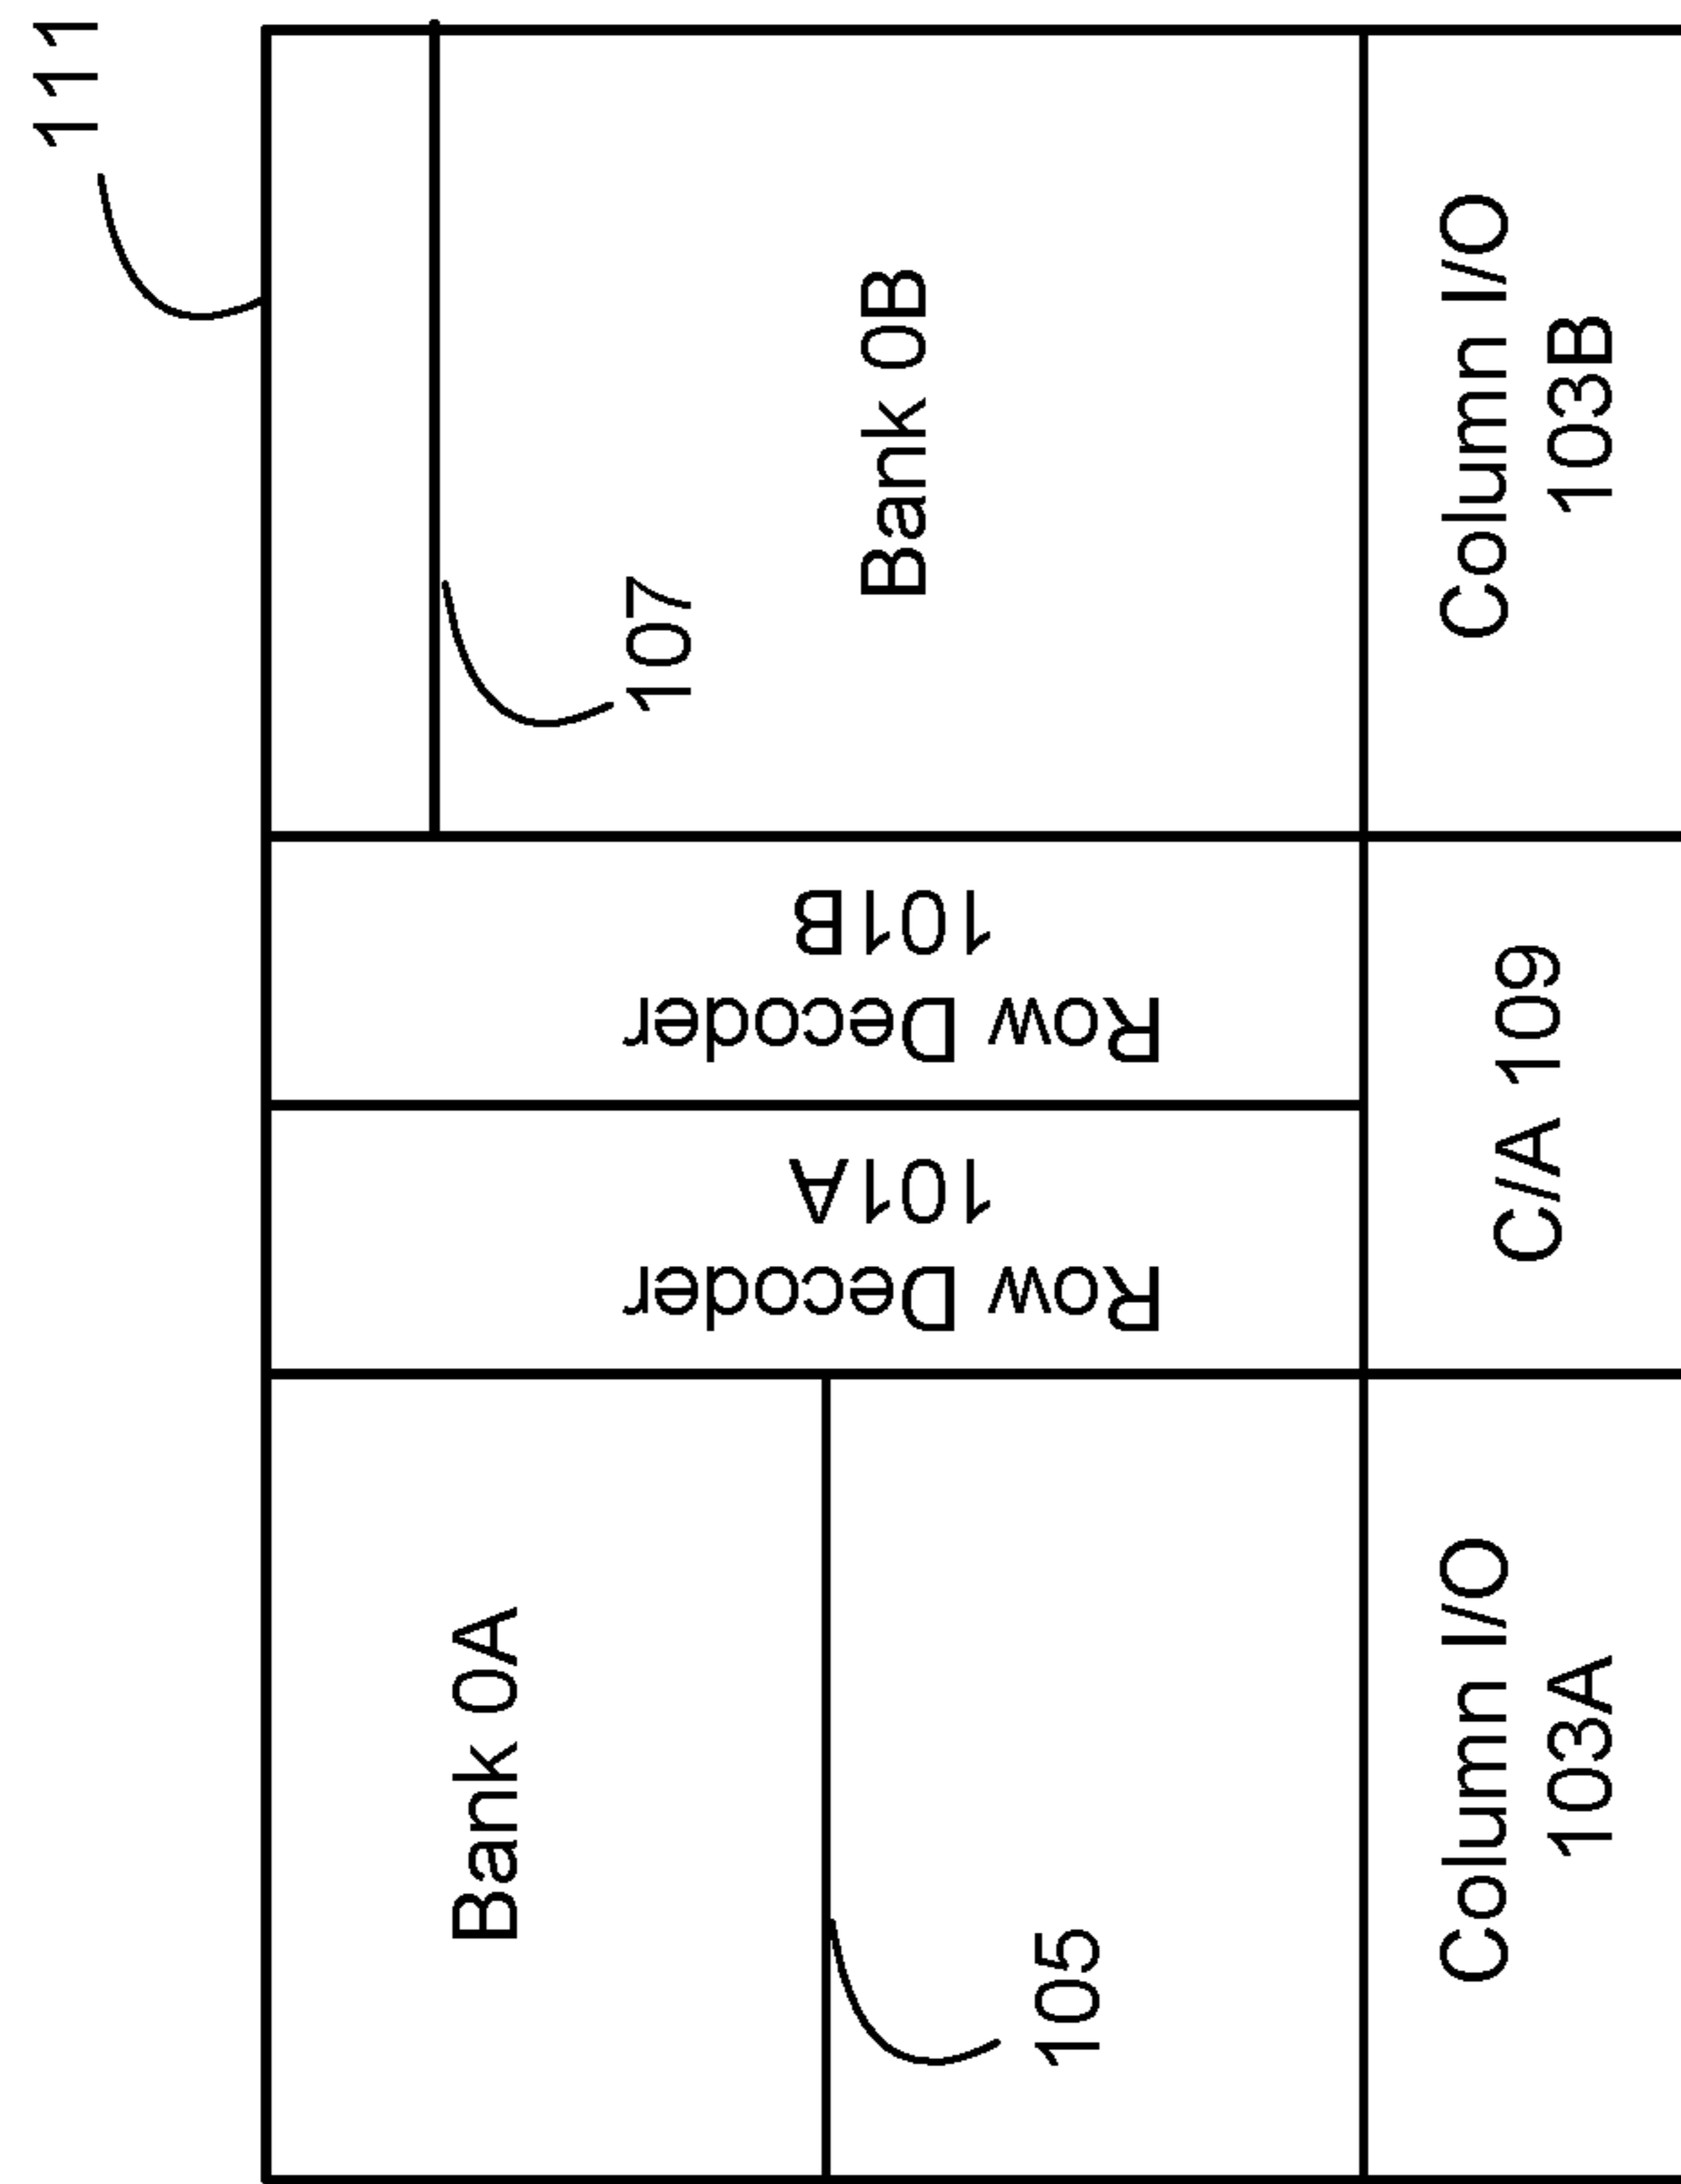 111
Bank 0A
105
Row Decoder
101A
Row Decoder
101B
107
Bank 0B
Column I/O
103A
C/A 109
Column I/O
103B